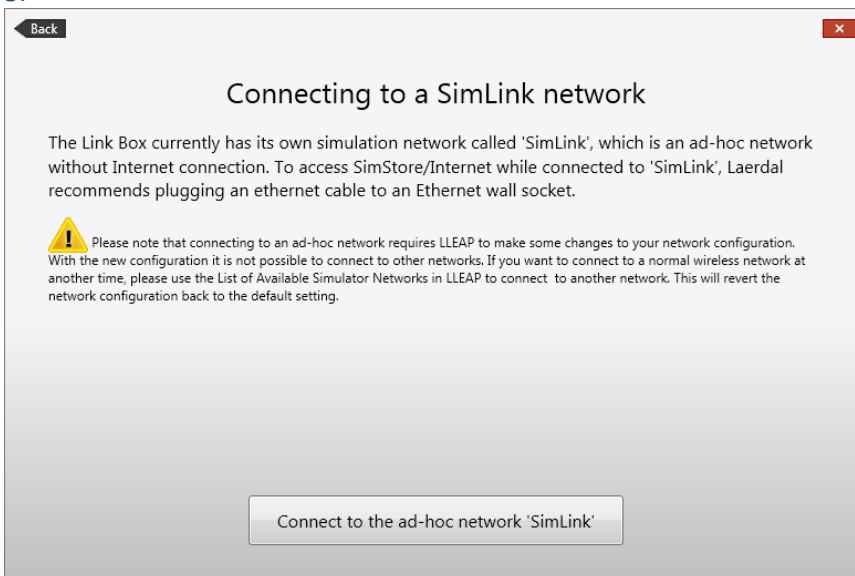 Back
Connecting to a SimLink network
The Link Box currently has its own simulation network called 'SimLink', which is an ad-hoc network
without Internet connection. To access SimStore/Internet while connected to 'SimLink', Laerdal
recommends plugging an ethernet cable to an Ethernet wall socket.
Please note that connecting to an ad-hoc network requires LLEAP to make some changes to your network configuration.
With the new configuration it is not possible to connect to other networks. If you want to connect to a normal wireless network at
another time, please use the List of Available Simulator Networks in LLEAP to connect to another network. This will revert the
network configuration back to the default setting.
Connect to the ad-hoc network 'SimLink'